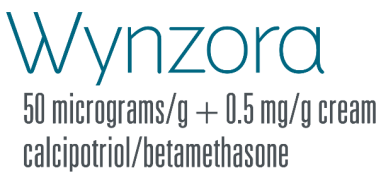 Wynzora
50 micrograms/g + 0.5 mg/g cream
calcipotriol/betamethasone